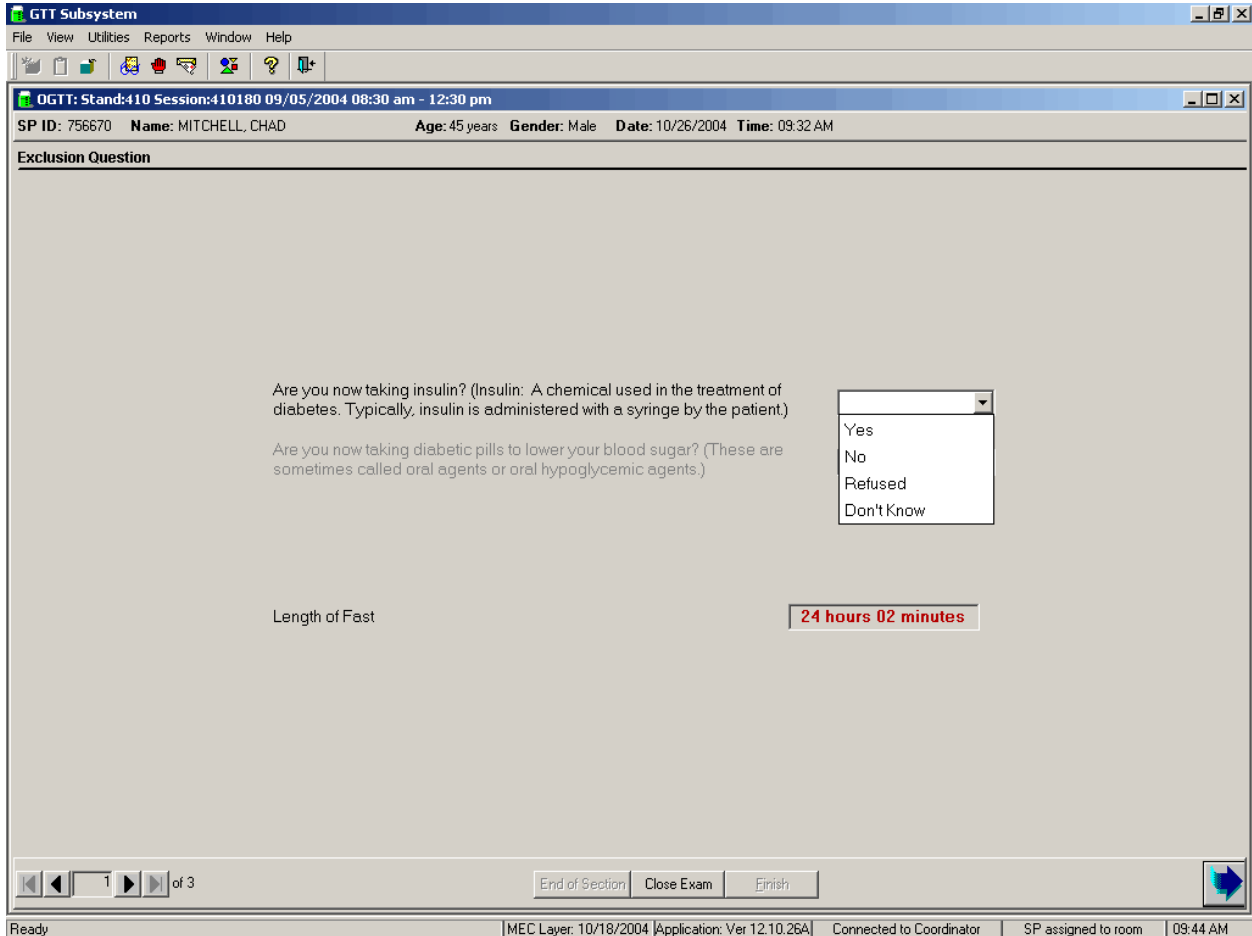 GTT Subsystem
File View Utilities Reports Window Help
OGTT: Stand:410 Session:410180 09/05/2004 08:30 am - 12:30 pm
SP ID: 756670 Name: MITCHELL, CHAD Age: 45 years Gender: Male Date: 10/26/2004 Time: 09:32 AM
Exclusion Question
Are you now taking insulin? (Insulin: A chemical used in the treatment of
diabetes. Typically, insulin is administered with a syringe by the patient.)
Are you now taking diabetic pills to lower your blood sugar? (These are
sometimes called oral agents or oral hypoglycemic agents.)
Yes
No
Refused
Don't Know
Length of Fast 24 hours 02 minutes
1 of 3 End of Section Close Exam Finish
Ready MEC Layer: 10/18/2004 Application: Ver 12.10.26A Connected to Coordinator SP assigned to room 09:44 AM